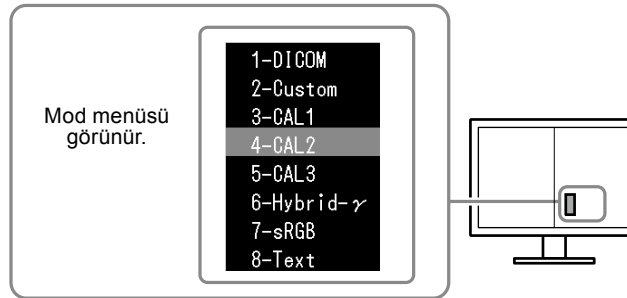 Mod menüsü
görünür.
1-DICOM
2-Custom
3-CAL1
4-CAL2
5-CAL3
6-Hybrid-γ
7-sRGB
8-Text